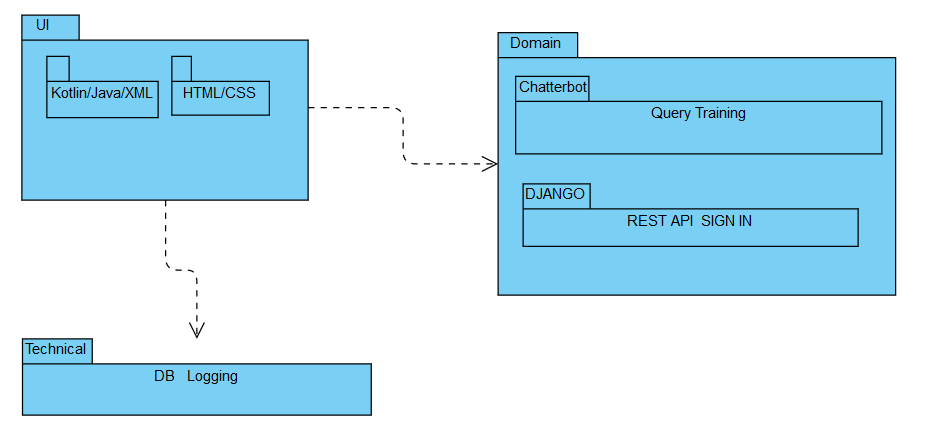 UI
Kotlin/Java/XML
HTML/CSS
Domain
Chatterbot
Query Training
DJANGO
REST API  SIGN IN
Technical
DB   Logging